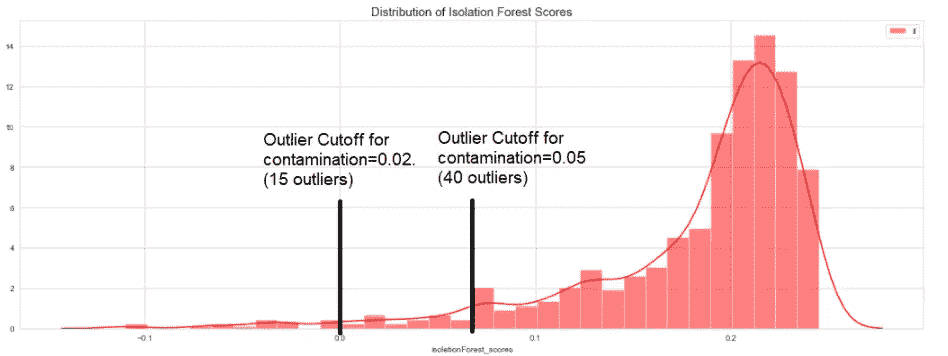 Distribution of Isolation Forest Scores
14
12
10
8
6
4
2
0
Outlier Cutoff for
contamination=0.02.
(15 outliers)
Outlier Cutoff for
contamination=0.05
(40 outliers)
−0.1
0.0
0.1
0.2
isolationForest_scores